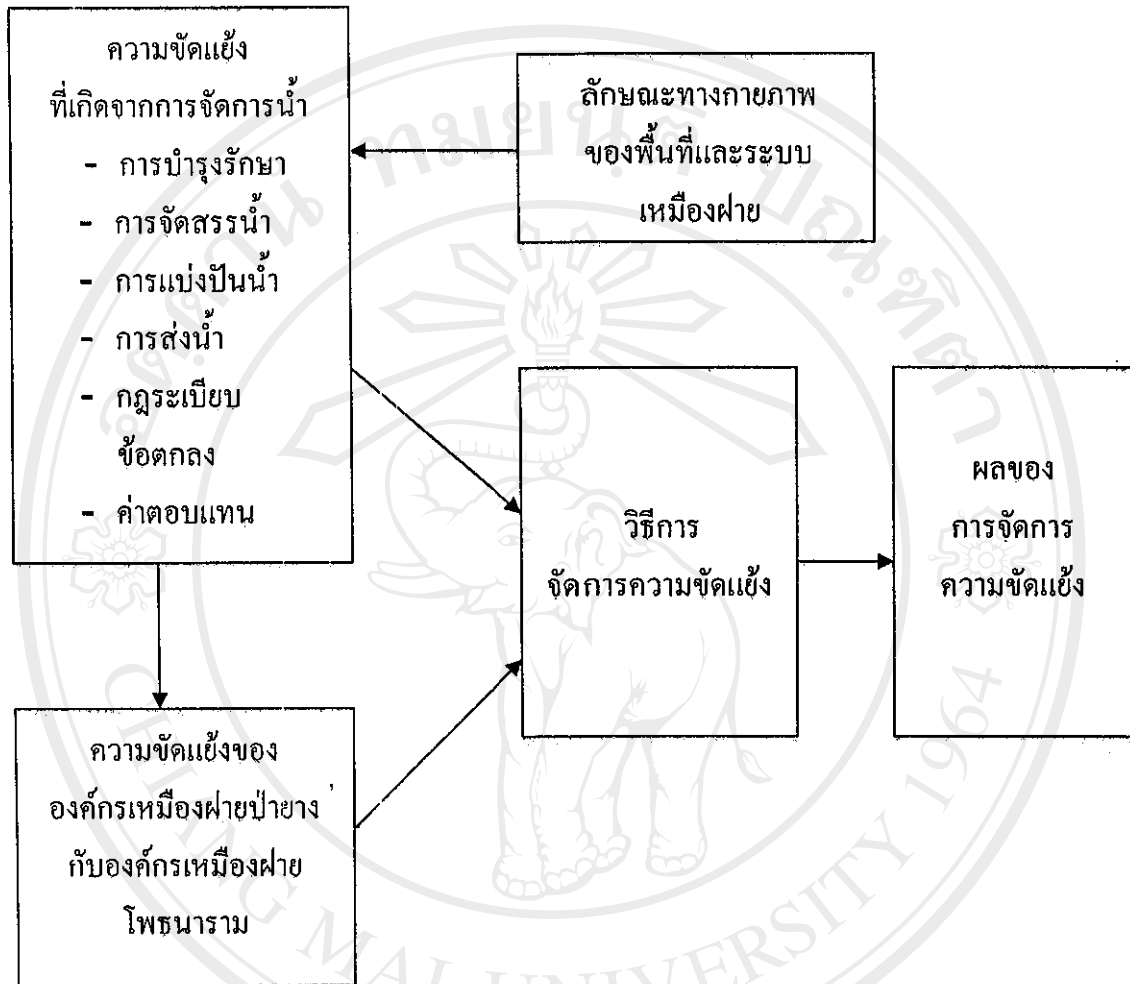 ความขัดแย้ง
ที่เกิดจากการจัดการน้ำ
- การบำรุงรักษา
- การจัดสรรน้ำ
- การแบ่งปันน้ำ
- การส่งน้ำ
- กฎระเบียบ
ข้อตกลง
- ค่าตอบแทน
ลักษณะทางกายภาพ
ของพื้นที่และระบบ
เหมืองฝาย
วิธีการ
จัดการความขัดแย้ง
ผลของ
การจัดการ
ความขัดแย้ง
ความขัดแย้งของ
องค์กรเหมืองฝายป่ายาง
กับองค์กรเหมืองฝาย
โพธนาราม
CHIANG MAI UNIVERSITY 1964